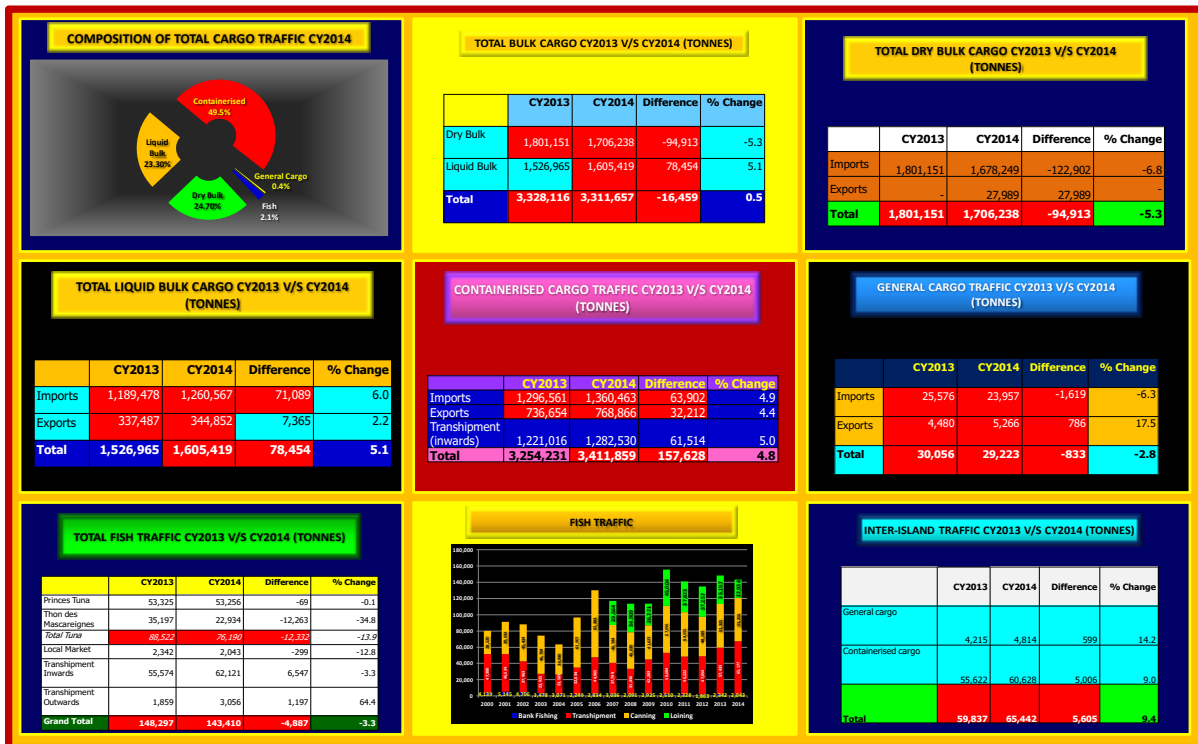 COMPOSITION OF TOTAL CARGO TRAFFIC CY2014
Containerised
49.5%
Liquid
Bulk
23.30%
General Cargo
0.4%
Fish
2.1%
Dry Bulk
24.70%
TOTAL BULK CARGO CY2013 V/S CY2014 (TONNES)
CY2013 CY2014 Difference % Change
Dry Bulk 1,801,151 1,706,238 -94,913 -5.3
Liquid Bulk 1,526,965 1,605,419 78,454 5.1
Total 3,328,116 3,311,657 -16,459 0.5
TOTAL DRY BULK CARGO CY2013 V/S CY2014
(TONNES)
CY2013 CY2014 Difference % Change
Imports 1,801,151 1,678,249 -122,902 -6.8
Exports - 27,989 27,989 -
Total 1,801,151 1,706,238 -94,913 -5.3
TOTAL LIQUID BULK CARGO CY2013 V/S CY2014
(TONNES)
CY2013 CY2014 Difference % Change
Imports 1,189,478 1,260,567 71,089 6.0
Exports 337,487 344,852 7,365 2.2
Total 1,526,965 1,605,419 78,454 5.1
CONTAINERISED CARGO TRAFFIC CY2013 V/S CY2014
(TONNES)
CY2013 CY2014 Difference % Change
Imports 1,296,561 1,360,463 63,902 4.9
Exports 736,654 768,866 32,212 4.4
Transhipment
(inwards) 1,221,016 1,282,530 61,514 5.0
Total 3,254,231 3,411,859 157,628 4.8
GENERAL CARGO TRAFFIC CY2013 V/S CY2014
(TONNES)
CY2013 CY2014 Difference % Change
Imports 25,576 23,957 -1,619 -6.3
Exports 4,480 5,266 786 17.5
Total 30,056 29,223 -833 -2.8
TOTAL FISH TRAFFIC CY2013 V/S CY2014 (TONNES)
CY2013 CY2014 Difference % Change
Princes Tuna 53,325 53,256 -69 -0.1
Thon des
Mascareignes 35,197 22,934 -12,263 -34.8
Total Tuna 88,522 76,190 -12,332 -13.9
Local Market 2,342 2,043 -299 -12.8
Transhipment
Inwards 55,574 62,121 6,547 -3.3
Transhipment
Outwards 1,859 3,056 1,197 64.4
Grand Total 148,297 143,410 -4,887 -3.3
FISH TRAFFIC
180,000
160,000
140,000
120,000
100,000
80,000
60,000
40,000
20,000
0
2000 2001 2002 2003 2004 2005 2006 2007 2008 2009 2010 2011 2012 2013 2014
Bank Fishing Transhipment Canning Loining
INTER-ISLAND TRAFFIC CY2013 V/S CY2014 (TONNES)
CY2013 CY2014 Difference % Change
General cargo
4,215 4,814 599 14.2
Containerised cargo
55,622 60,628 5,006 9.0
Total 59,837 65,442 5,605 9.4